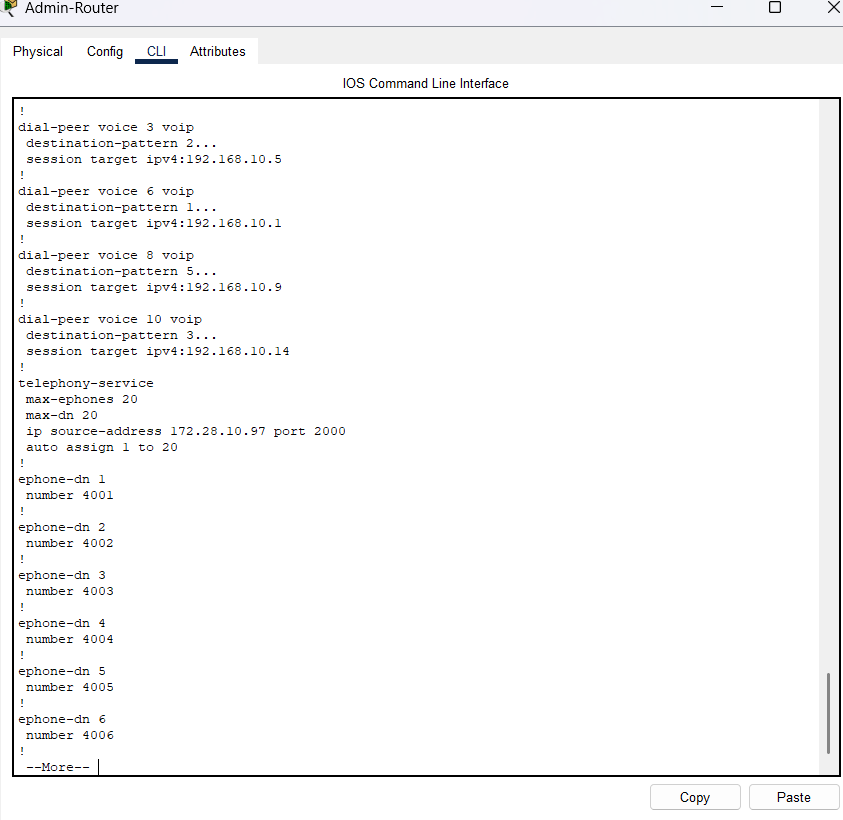 Admin-Router
Physical Config CLI Attributes
IOS Command Line Interface
!
dial-peer voice 3 voip
 destination-pattern 2...
 session target ipv4:192.168.10.5
!
dial-peer voice 6 voip
 destination-pattern 1...
 session target ipv4:192.168.10.1
!
dial-peer voice 8 voip
 destination-pattern 5...
 session target ipv4:192.168.10.9
!
dial-peer voice 10 voip
 destination-pattern 3...
 session target ipv4:192.168.10.14
!
telephony-service
 max-ephones 20
 max-dn 20
 ip source-address 172.28.10.97 port 2000
 auto assign 1 to 20
!
ephone-dn 1
 number 4001
!
ephone-dn 2
 number 4002
!
ephone-dn 3
 number 4003
!
ephone-dn 4
 number 4004
!
ephone-dn 5
 number 4005
!
ephone-dn 6
 number 4006
!
 --More--
Copy Paste